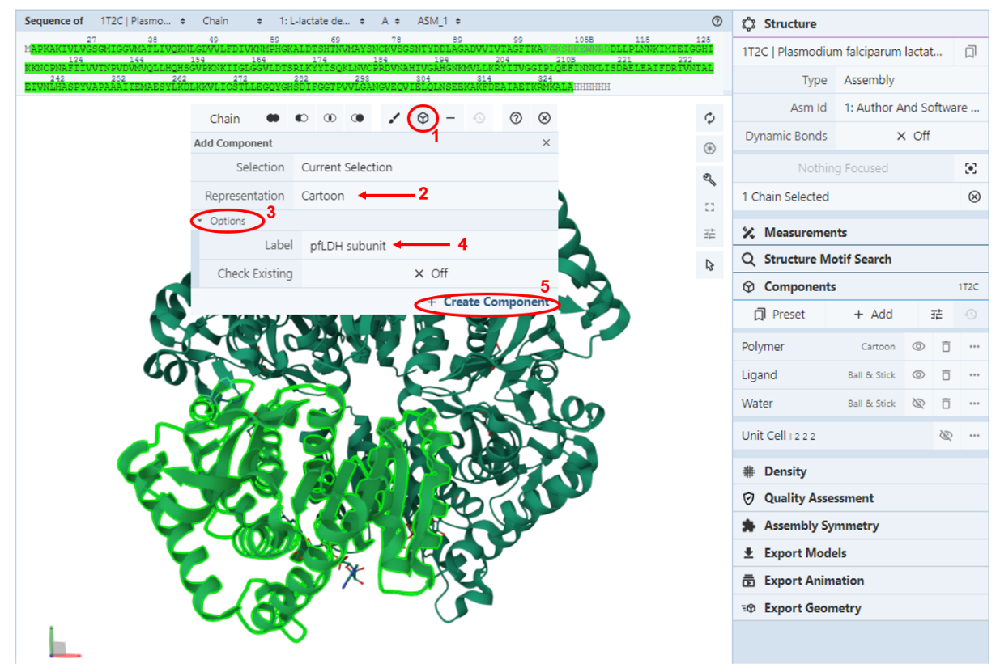 Sequence of 1T2C | Plasmo... Chain 1: L-lactate de... A ASM_1
27 38 49 59 69 78 89 99 105B 115 125
MAPKAKIVLVGSGMIGGVMATLIVQKNLGDVVLFDIVKNMPHGKALDTSHTNVMAYSNCKVSGSNTYDDLAGADVVIVTAGFTKAPGKSDKEWNRDDLLPLNNKIMIEIGGHI
134 144 154 164 174 184 194 204 210B 221 232
KKNCPNAFIIVVTNPVDVMVQLLHQHSGVPKNKIIGLGGVLDTSRLKYYISQKLNVCPRDVNAHIVGAHGNKMVLLKRYITVGGIPLQEFINNKLISDAELEAIFDRTVNTAL
242 252 262 272 282 293 304 314 324
EIVNLHASPYVAPAAAIIEMAESYLKDLKKVLICSTLLEGQYGHSDIFGGTPVVLGANGVEQVIELQLNSEEKAKFDEAIAETKRMKALAHHHHHH
Chain
1
Add Component
Selection Current Selection
Representation Cartoon 2
Options 3
Label pfLDH subunit 4
Check Existing Off
5
+ Create Component
Structure
1T2C | Plasmodium falciparum lactat...
Type Assembly
Asm Id 1: Author And Software ...
Dynamic Bonds Off
Nothing Focused
1 Chain Selected
Measurements
Structure Motif Search
Components 1T2C
Preset + Add
Polymer Cartoon
Ligand Ball & Stick
Water Ball & Stick
Unit Cell I 2 2 2
Density
Quality Assessment
Assembly Symmetry
Export Models
Export Animation
Export Geometry